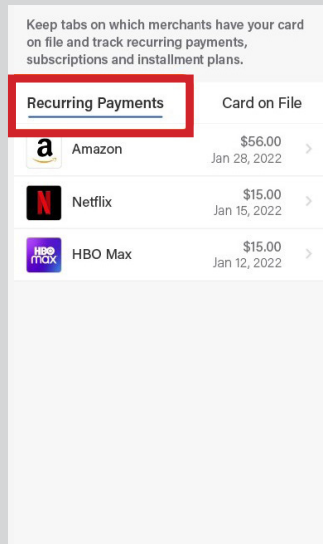 Keep tabs on which merchants have your card
on file and track recurring payments,
subscriptions and installment plans.
Recurring Payments Card on File
a Amazon $56.00
Jan 28, 2022
N Netflix $15.00
Jan 15, 2022
HBO
max HBO Max $15.00
Jan 12, 2022